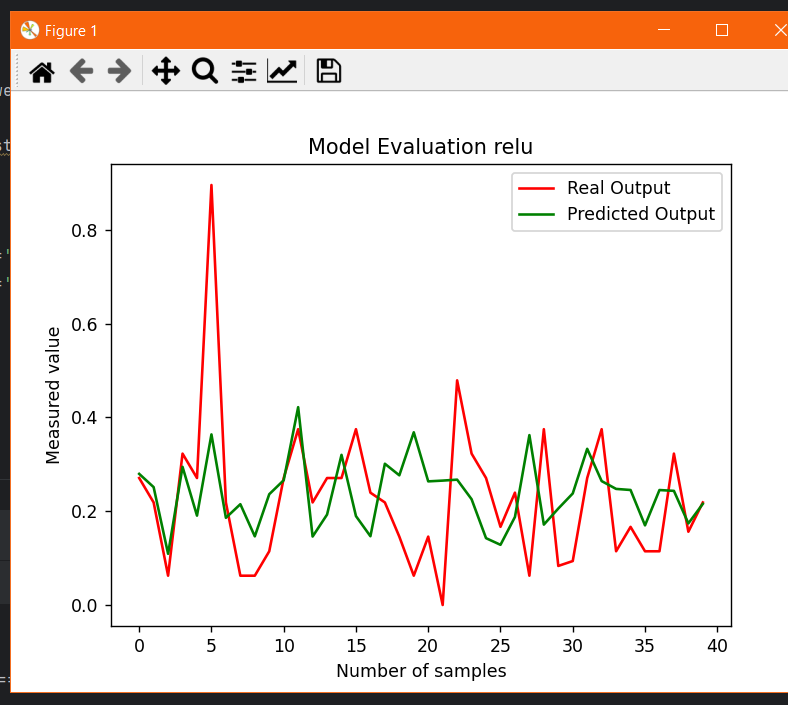 Figure 1
Model Evaluation relu
Real Output
Predicted Output
Measured value
0.8
0.6
0.4
0.2
0.0
0 5 10 15 20 25 30 35 40
Number of samples